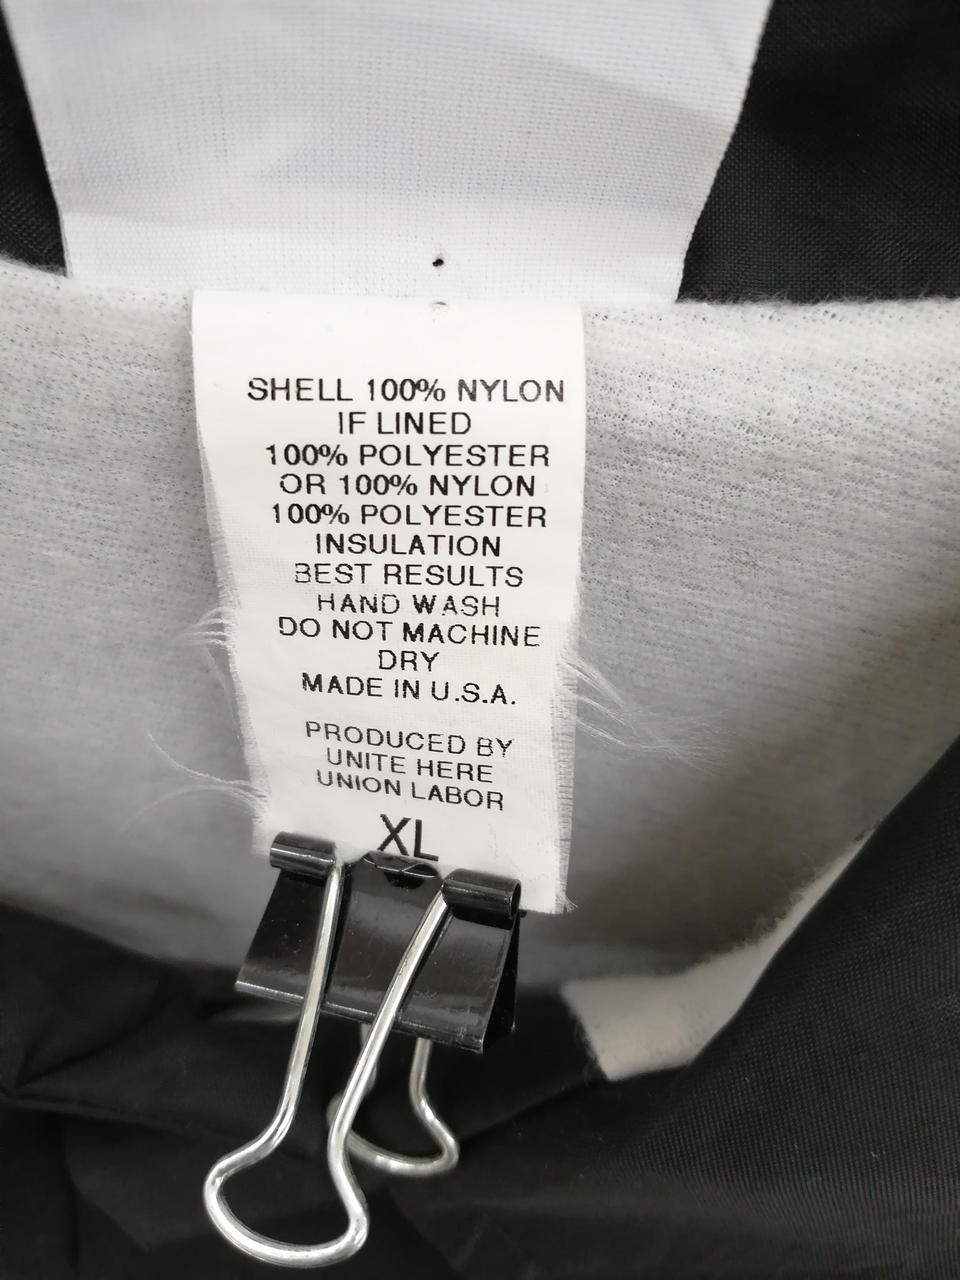 SHELL 100% NYLON
IF LINED
100% POLYESTER
OR 100% NYLON
100% POLYESTER
INSULATION
BEST RESULTS
HAND WASH
DO NOT MACHINE
DRY
MADE IN U.S.A.
PRODUCED BY
UNITE HERE
UNION LABOR
XL